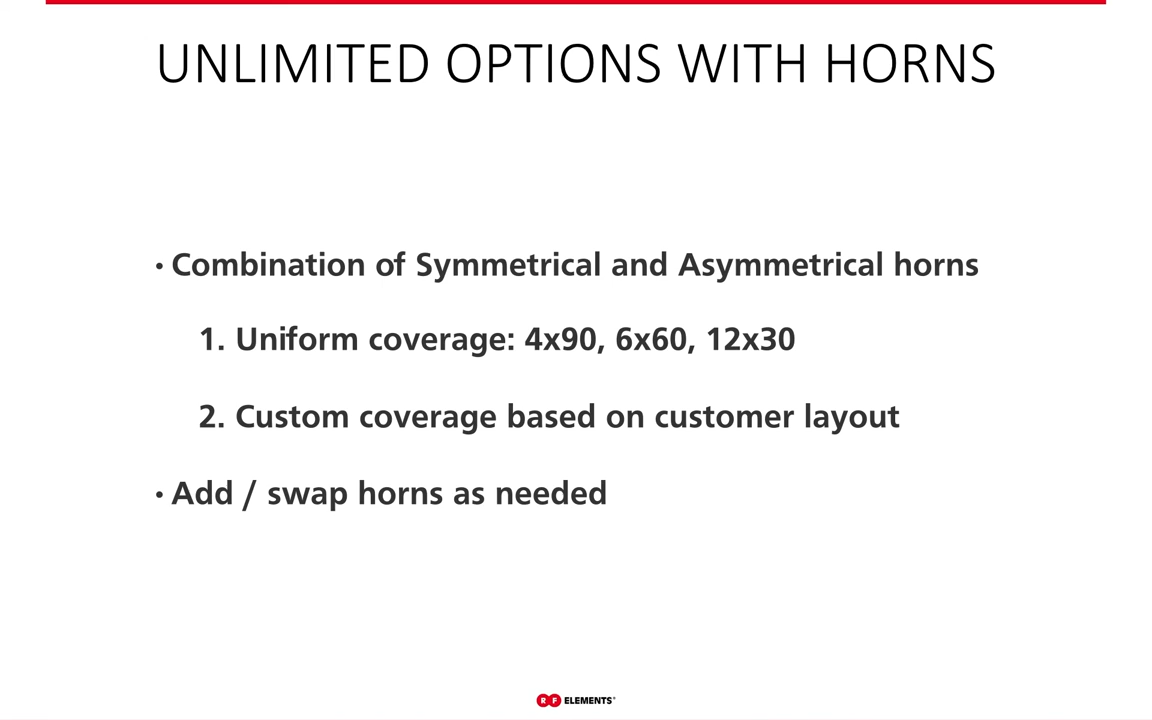 UNLIMITED OPTIONS WITH HORNS
• Combination of Symmetrical and Asymmetrical horns
1. Uniform coverage: 4x90, 6x60, 12x30
2. Custom coverage based on customer layout
• Add / swap horns as needed
RF ELEMENTS